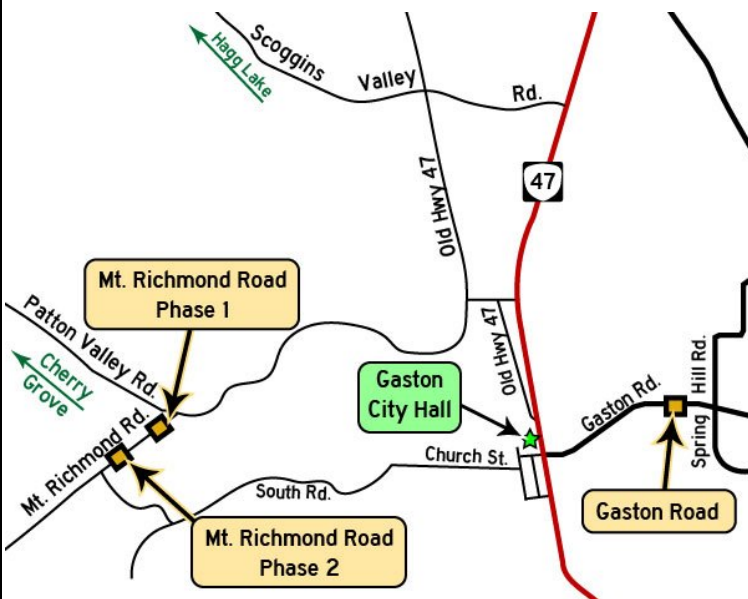 Scoggins
Valley
Rd.
Hagg Lake
Old Hwy 47
47
Mt. Richmond Road
Phase 1
Patton Valley Rd.
Cherry
Grove
Old Hwy 47
Gaston
City Hall
Gaston Rd.
Spring Hill Rd.
Mt. Richmond Rd.
Church St.
South Rd.
Gaston Road
Mt. Richmond Road
Phase 2